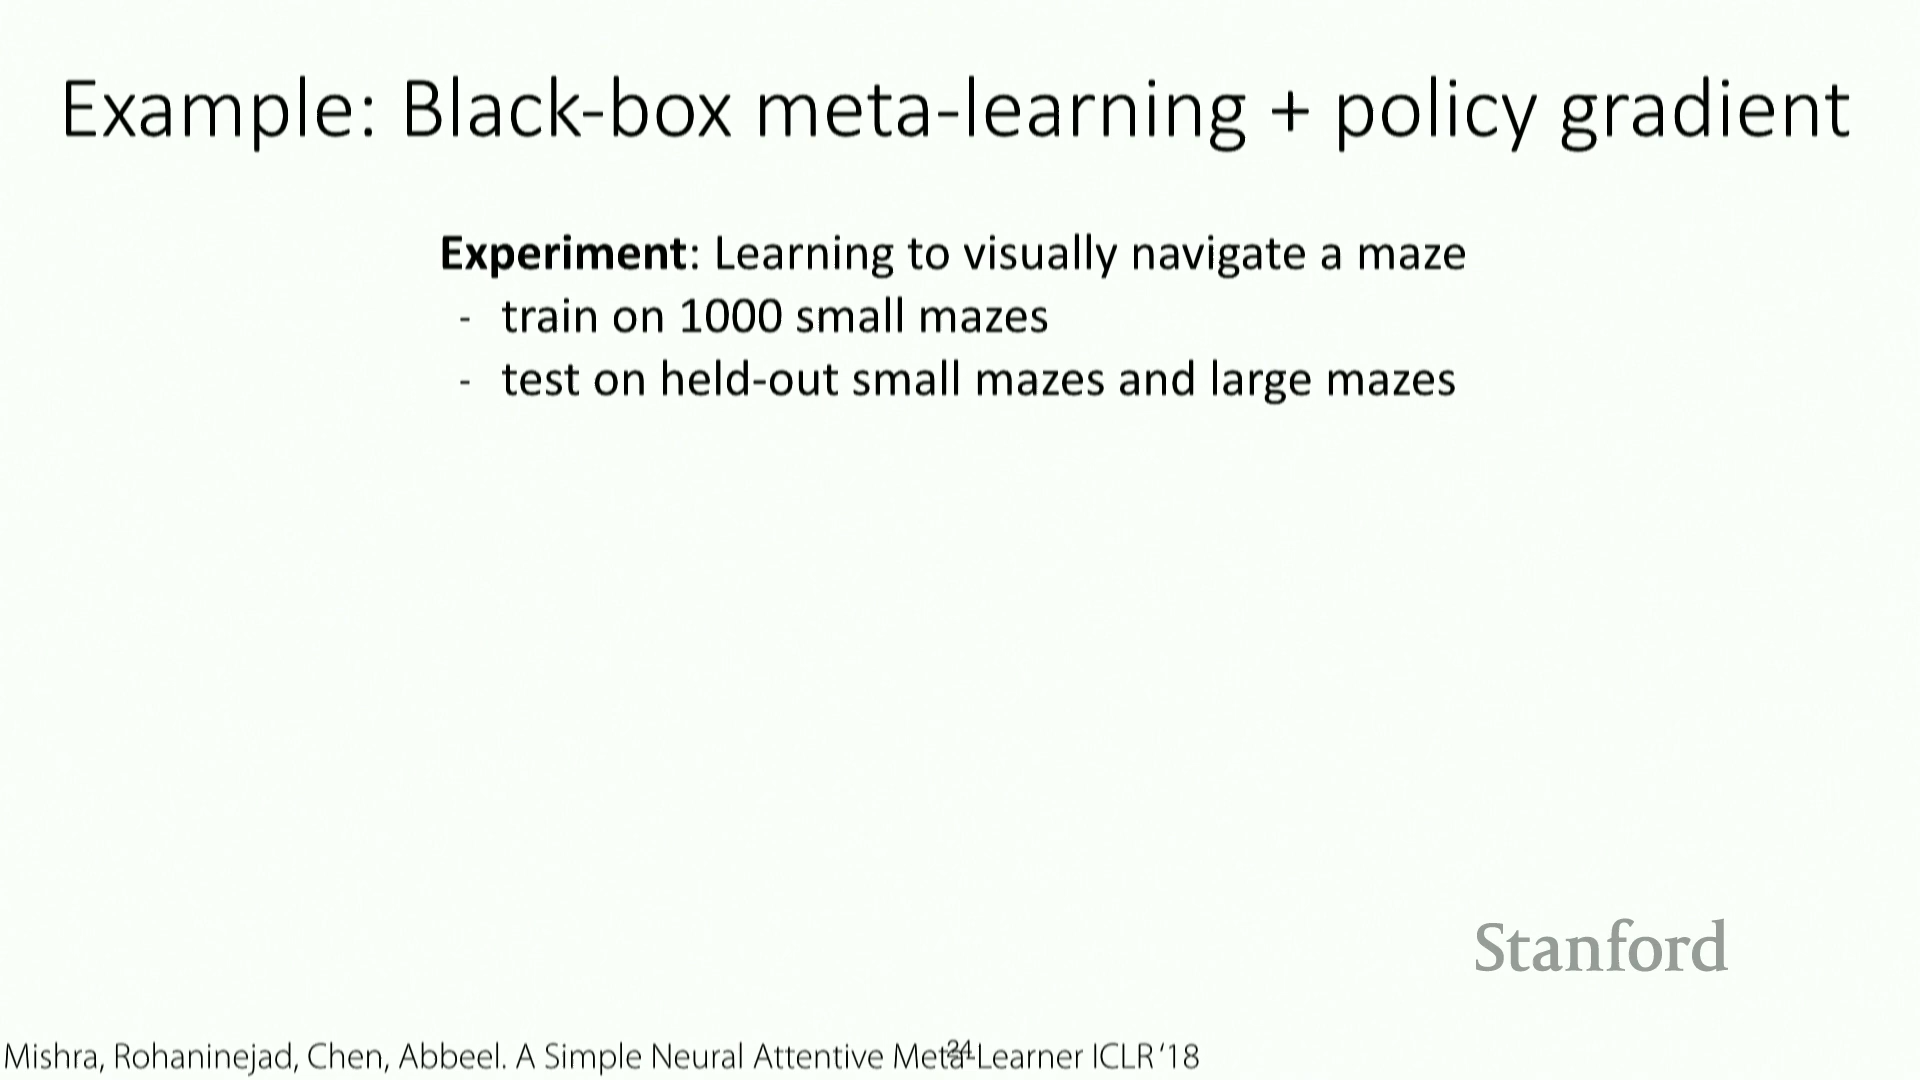 Example: Black-box meta-learning + policy gradient
Experiment: Learning to visually navigate a maze
- train on 1000 small mazes
- test on held-out small mazes and large mazes
Stanford
Mishra, Rohaninejad, Chen, Abbeel. A Simple Neural Attentive Meta-Learner ICLR ‘18
24